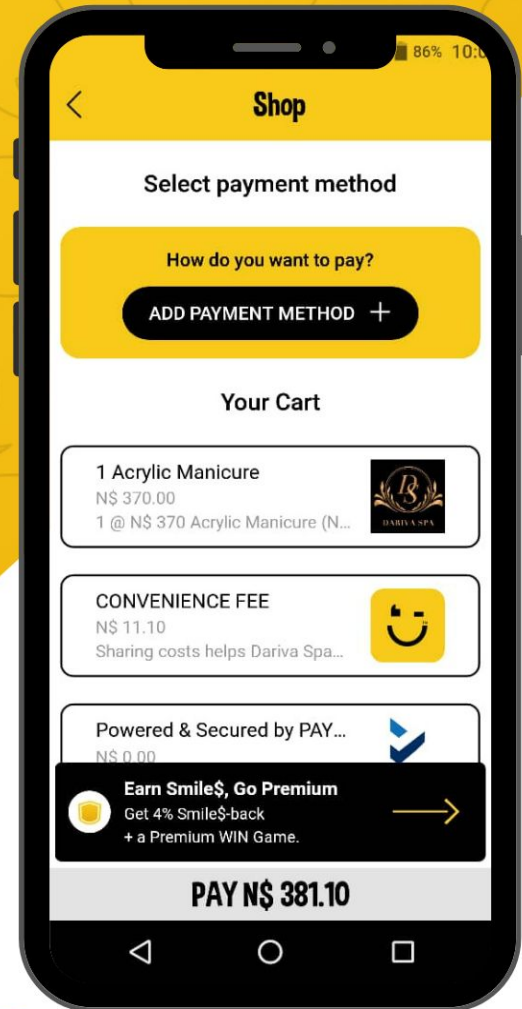 86% 10:0
Shop
Select payment method
How do you want to pay?
ADD PAYMENT METHOD +
Your Cart
1 Acrylic Manicure
N$ 370.00
1 @ N$ 370 Acrylic Manicure (N...
DS
DARIVA SPA
CONVENIENCE FEE
N$ 11.10
Sharing costs helps Dariva Spa...
Powered & Secured by PAY...
N$ 0.00
Earn Smile$, Go Premium
Get 4% Smile$-back
+ a Premium WIN Game.
PAY N$ 381.10